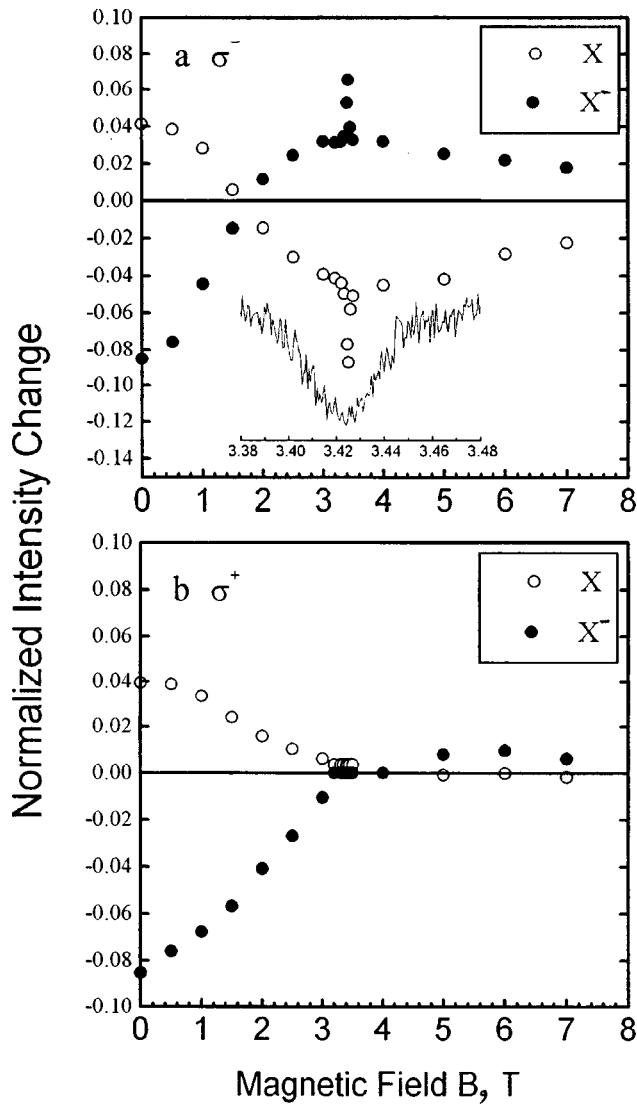 Normalized Intensity Change
0.10
0.08
0.06
0.04
0.02
0.00
-0.02
-0.04
-0.06
-0.08
-0.10
-0.12
-0.14
a σ⁻
X
X⁻
3.38 3.40 3.42 3.44 3.46 3.48
0 1 2 3 4 5 6 7 8
0.10
0.08
0.06
0.04
0.02
0.00
-0.02
-0.04
-0.06
-0.08
-0.10
b σ⁺
X
X⁻
0 1 2 3 4 5 6 7 8
Magnetic Field B, T